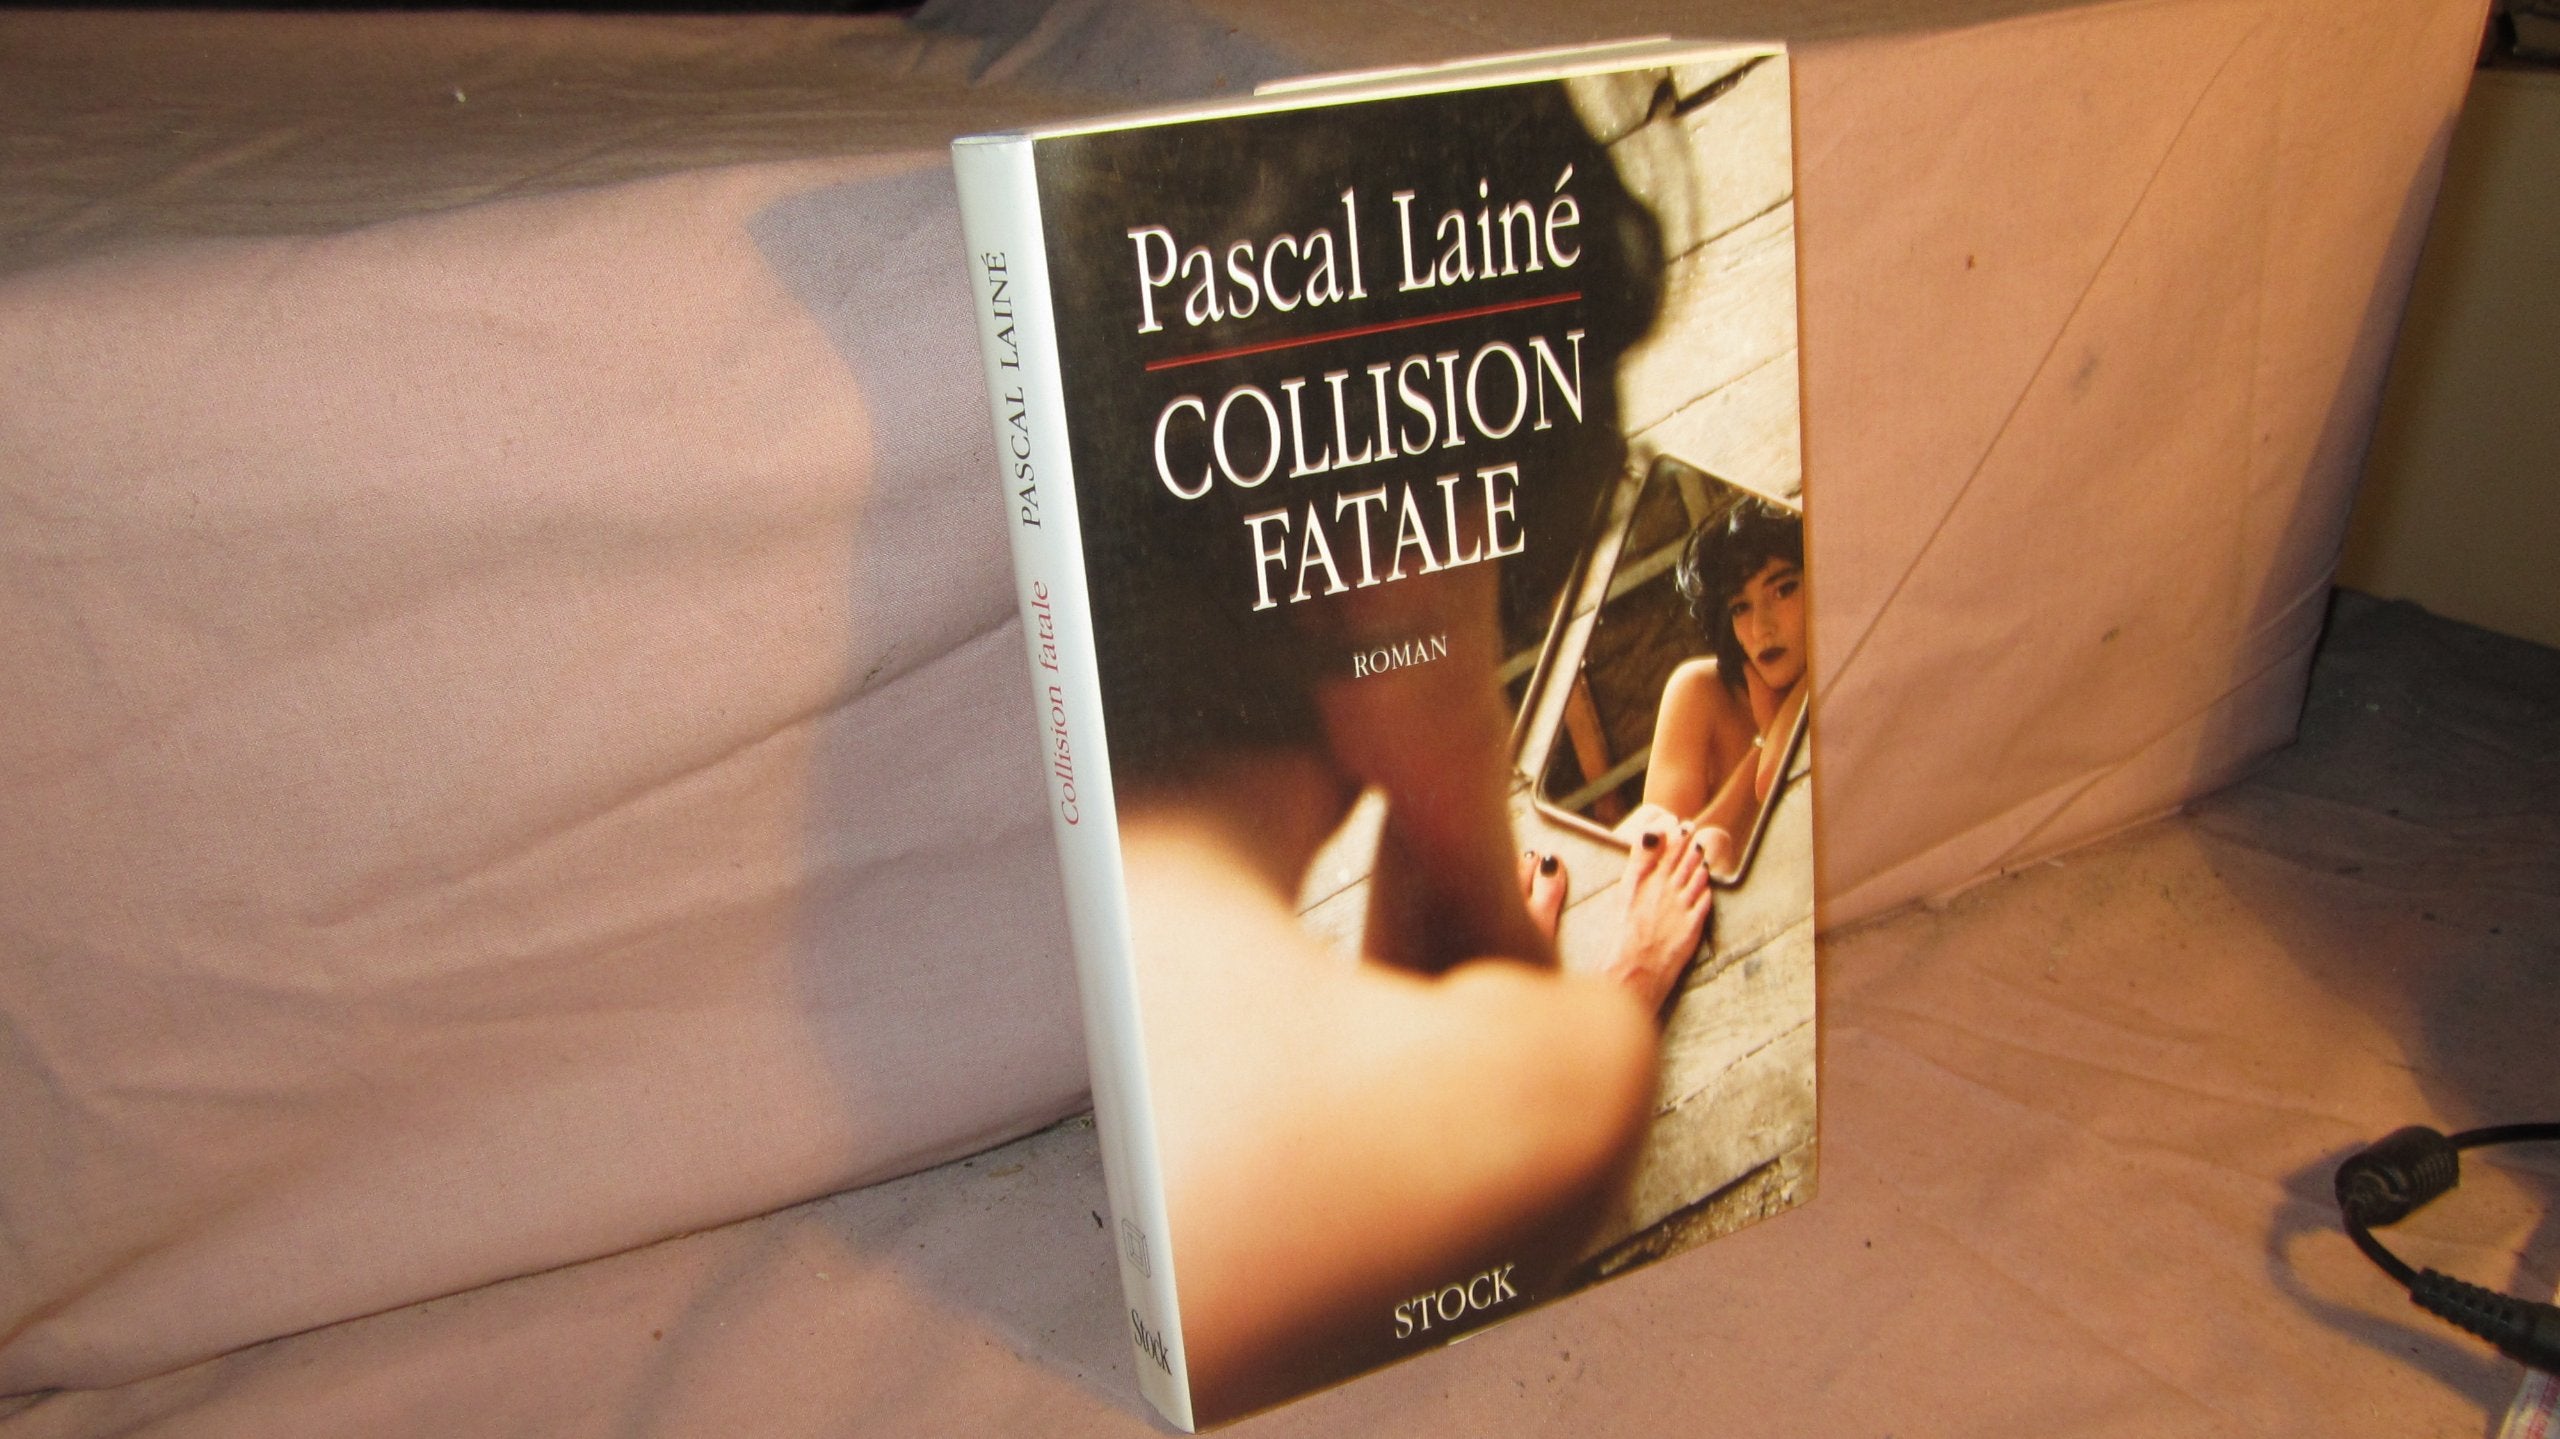 Pascal Lainé
COLLISION
FATALE
ROMAN
STOCK
Collision fatale PASCAL LAINÉ
Stock